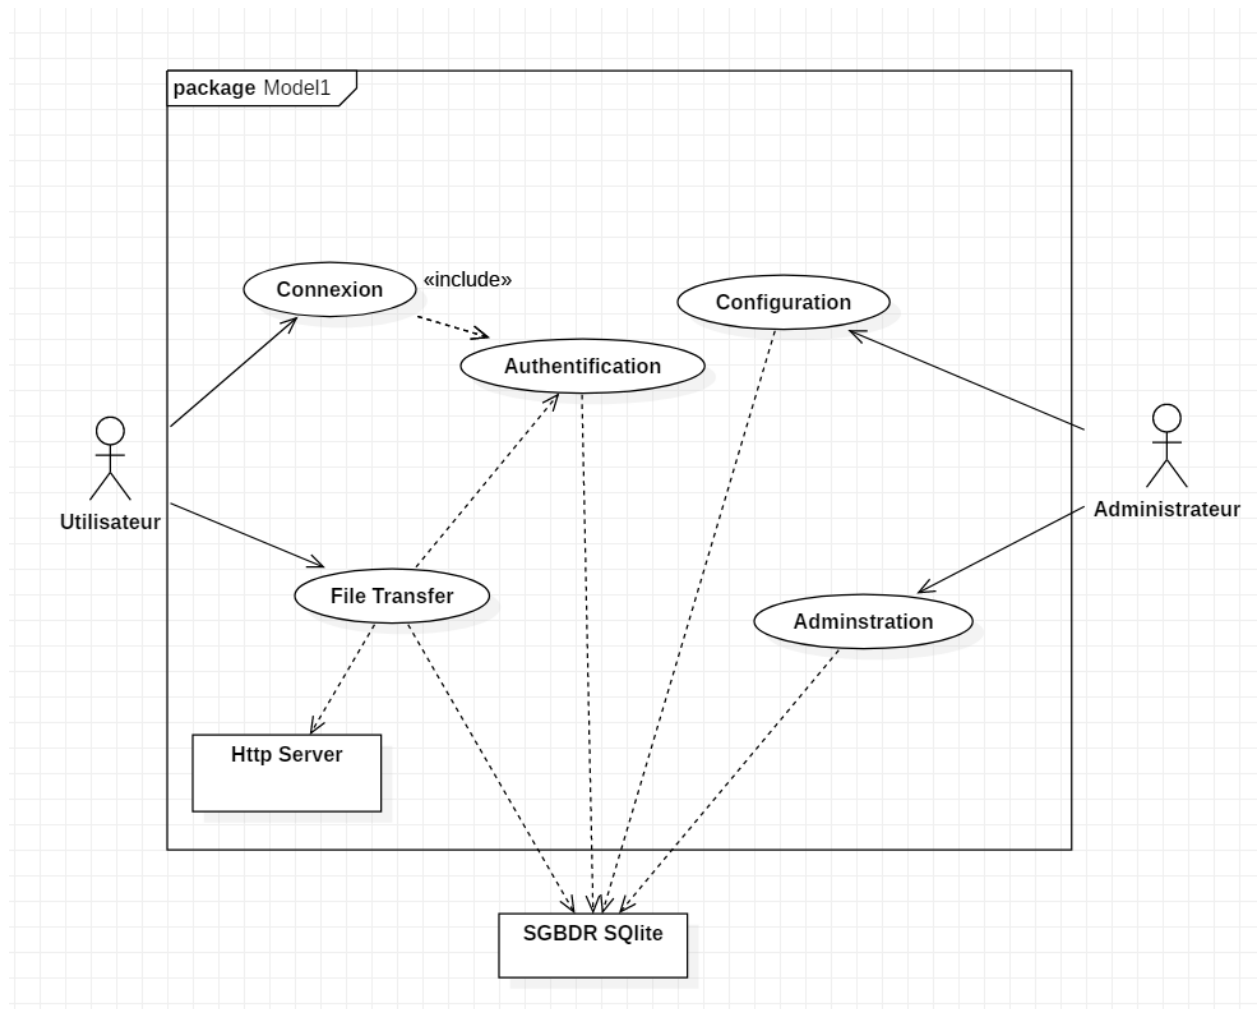 package Model1
Connexion
«include»
Configuration
Authentification
Utilisateur
Administrateur
File Transfer
Adminstration
Http Server
SGBDR SQlite